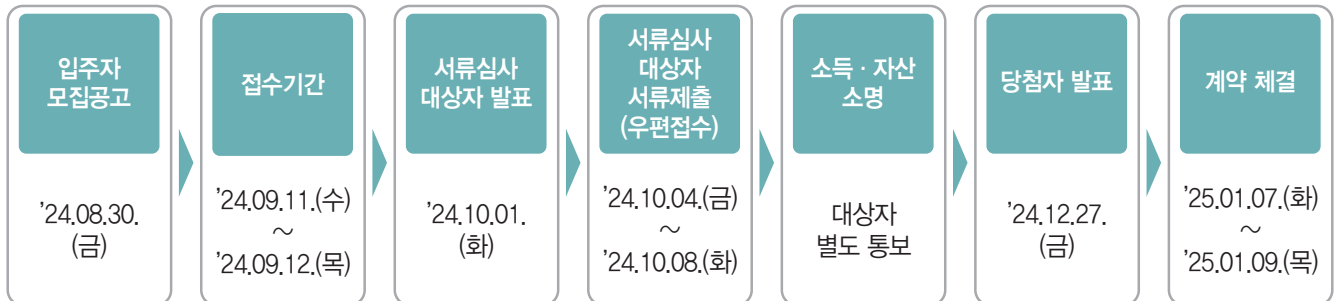 입주자
모집공고
’24.08.30.
(금)
접수기간
’24.09.11.(수)
~
’24.09.12.(목)
서류심사
대상자 발표
’24.10.01.
(화)
서류심사
대상자
서류제출
(우편접수)
’24.10.04.(금)
~
’24.10.08.(화)
소득 · 자산
소명
대상자
별도 통보
당첨자 발표
’24.12.27.
(금)
계약 체결
’25.01.07.(화)
~
’25.01.09.(목)